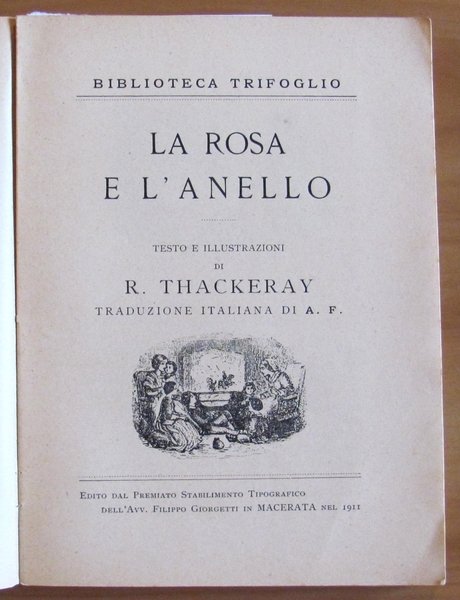 BIBLIOTECA TRIFOGLIO
LA ROSA
E L'ANELLO
TESTO E ILLUSTRAZIONI
DI
R. THACKERAY
TRADUZIONE ITALIANA DI A. F.
EDITO DAL PREMIATO STABILIMENTO TIPOGRAFICO
DELL'AVV. FILIPPO GIORGETTI IN MACERATA NEL 1911